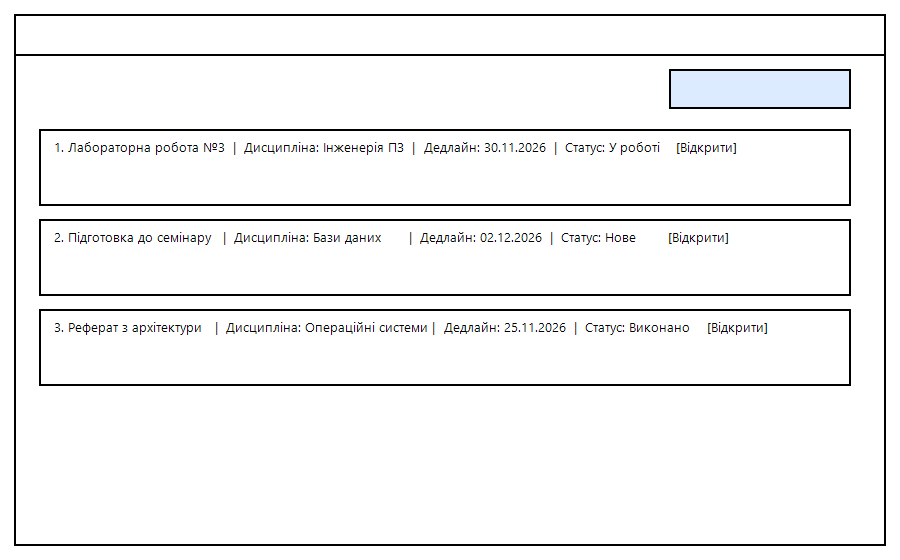 1. Лабораторна робота №3 | Дисципліна: Інженерія ПЗ | Дедлайн: 30.11.2026 | Статус: У роботі [Відкрити]
2. Підготовка до семінару | Дисципліна: Бази даних | Дедлайн: 02.12.2026 | Статус: Нове [Відкрити]
3. Реферат з архітектури | Дисципліна: Операційні системи | Дедлайн: 25.11.2026 | Статус: Виконано [Відкрити]